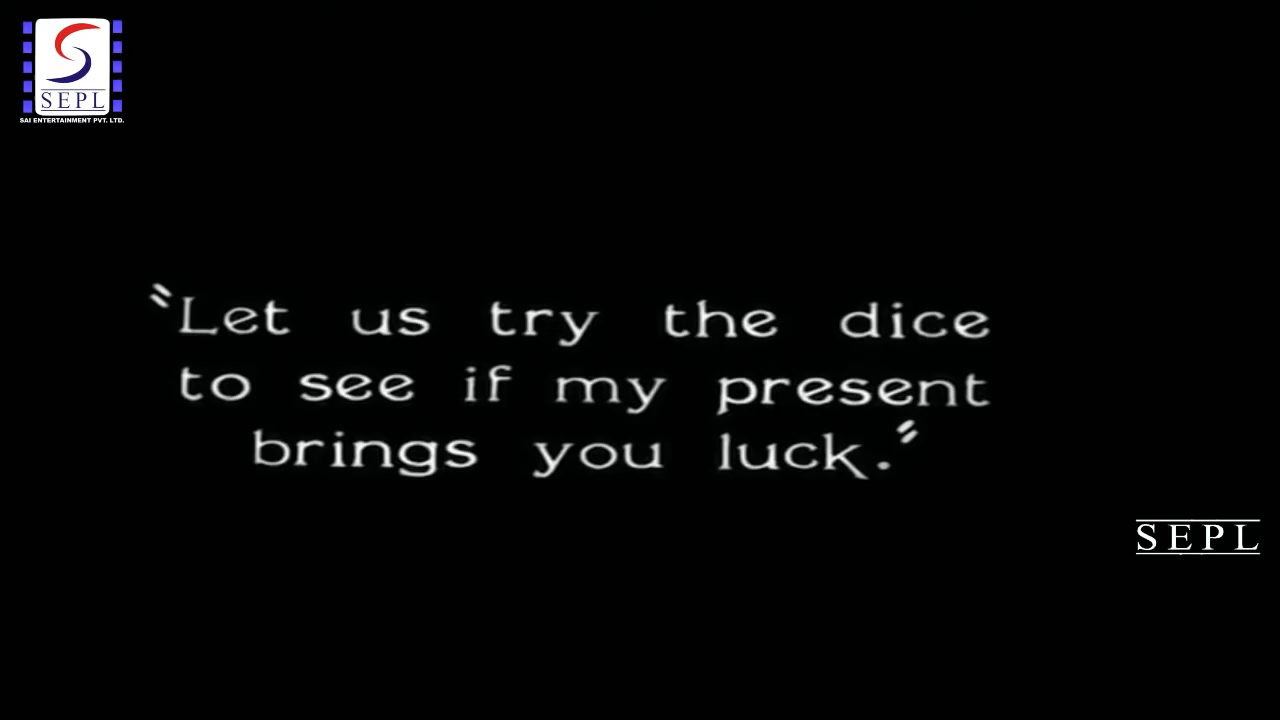 SEPL
SAI ENTERTAINMENT PVT. LTD.
"Let us try the dice
to see if my present
brings you luck."
SEPL